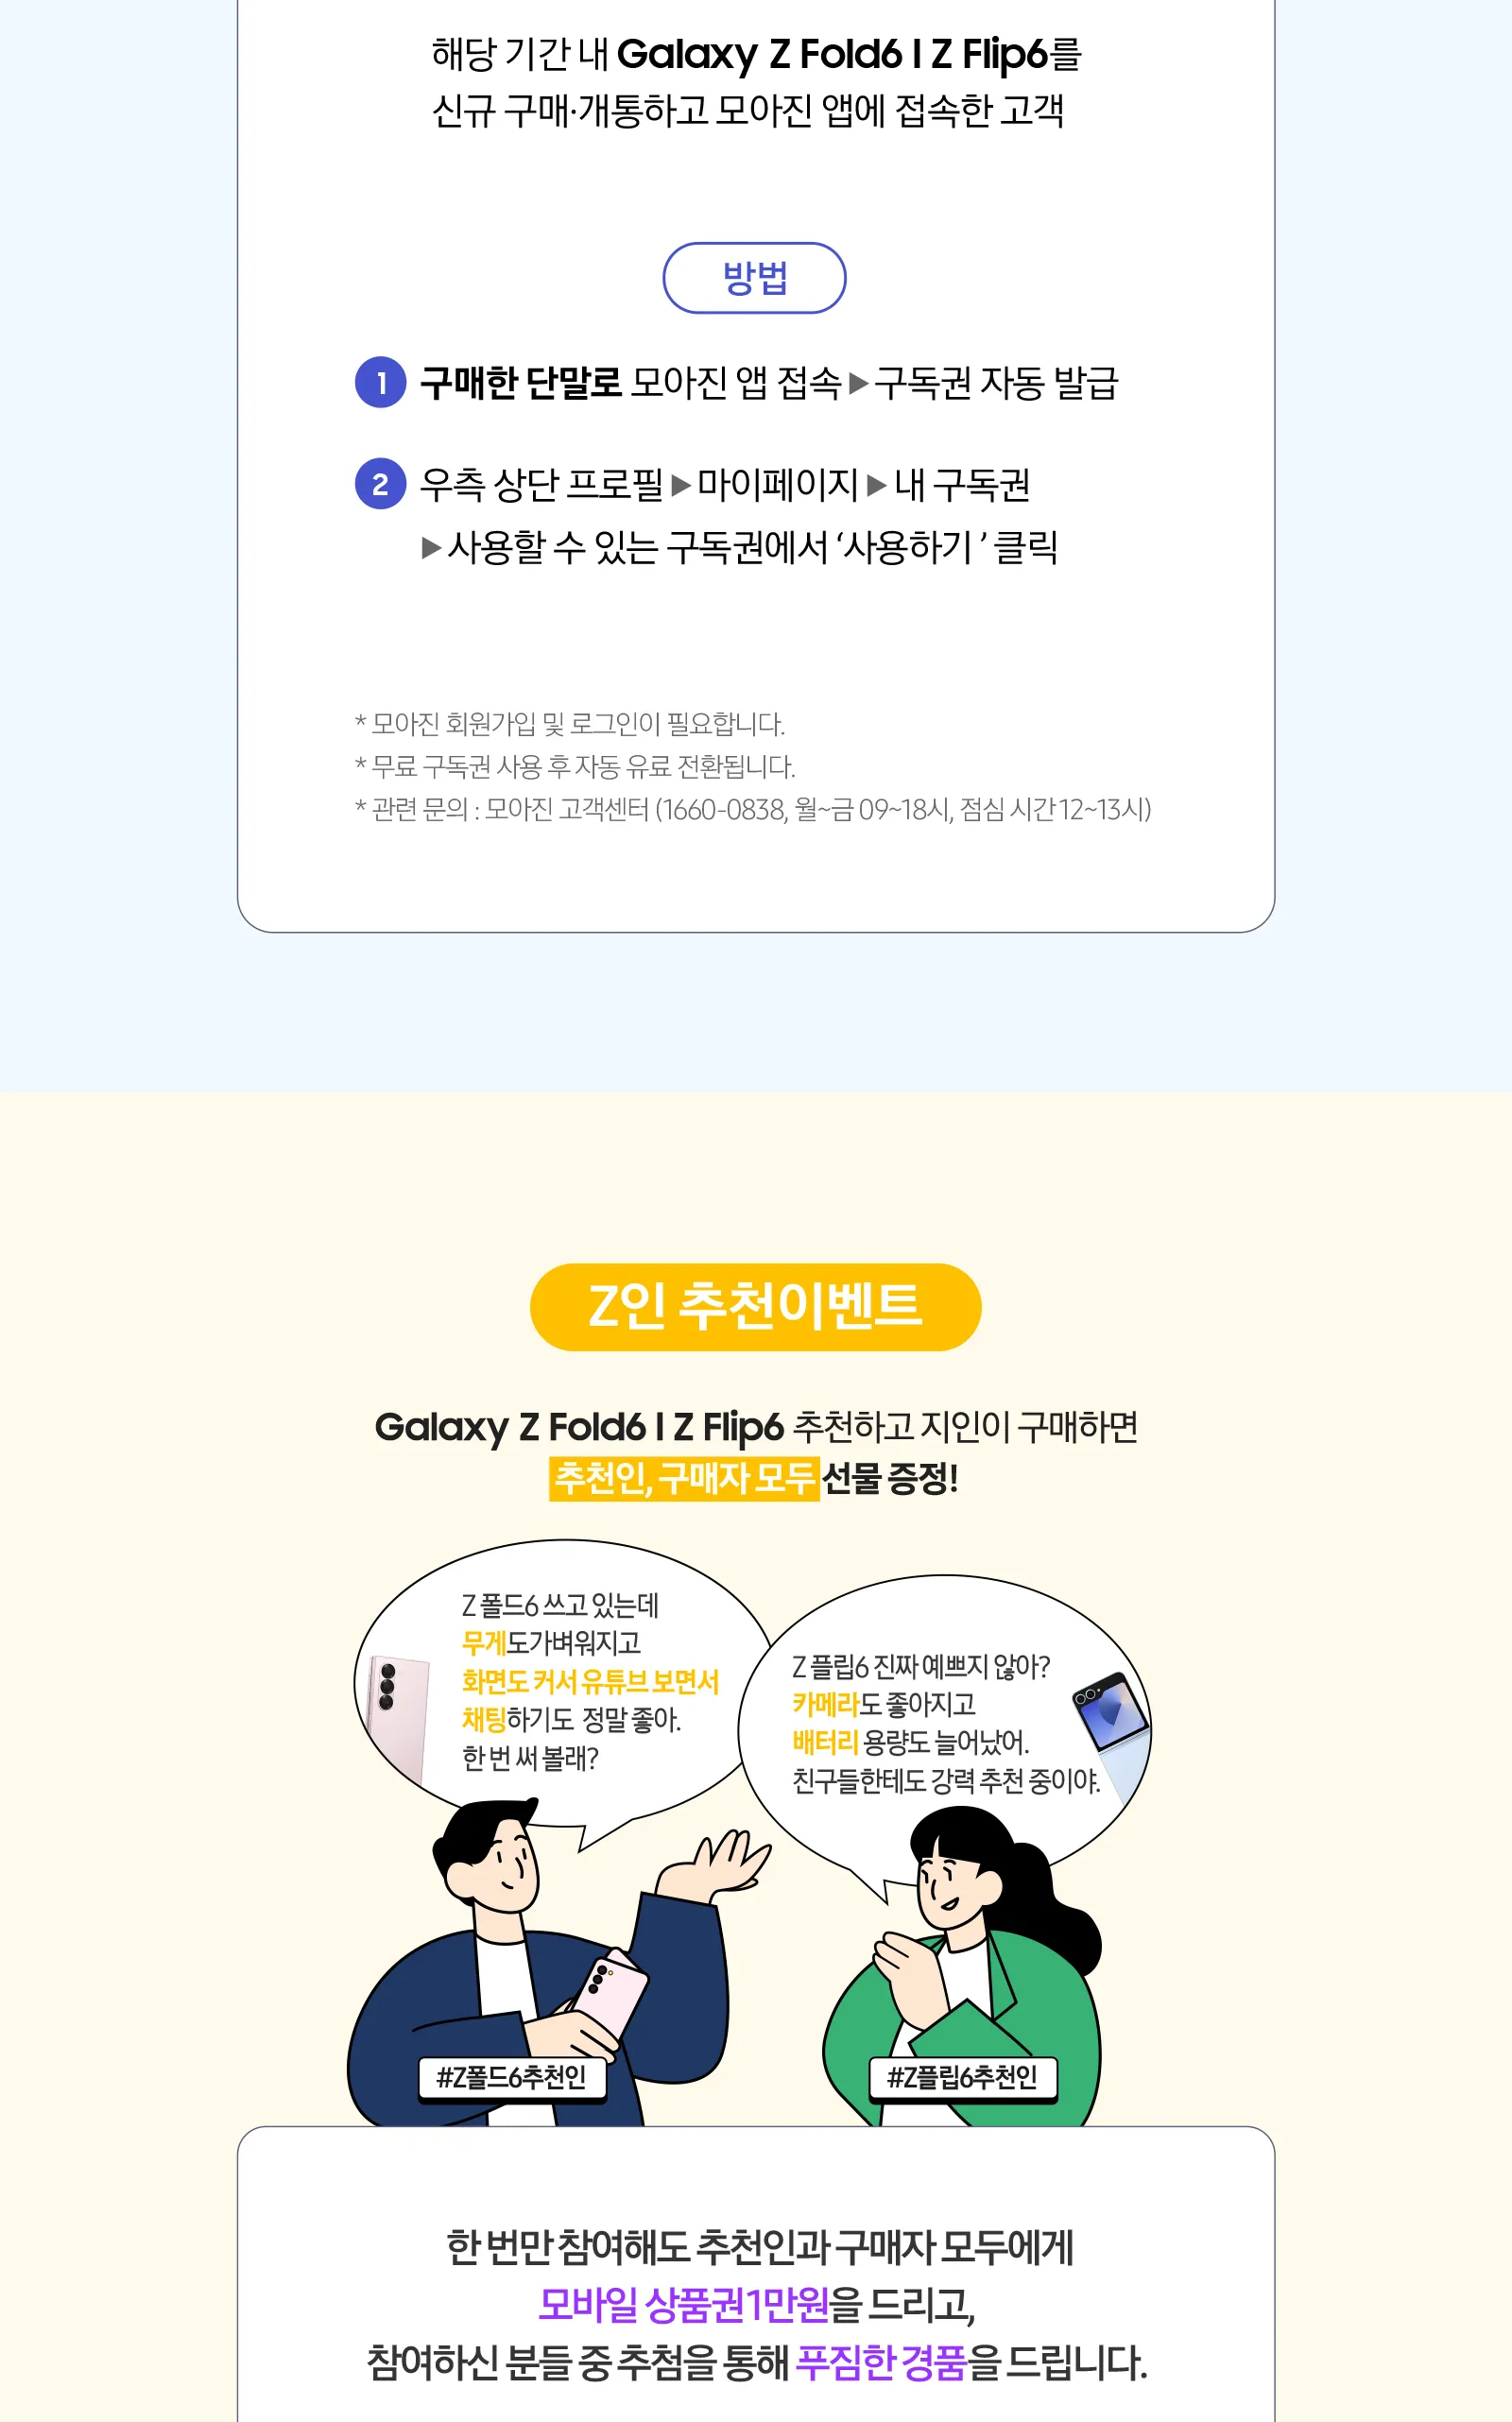 해당 기간 내 Galaxy Z Fold6 I Z Flip6를
신규 구매·개통하고 모아진 앱에 접속한 고객
방법
1 구매한 단말로 모아진 앱 접속 ▶ 구독권 자동 발급
2 우측 상단 프로필 ▶ 마이페이지 ▶ 내 구독권
▶ 사용할 수 있는 구독권에서 ‘사용하기 ’ 클릭
* 모아진 회원가입 및 로그인이 필요합니다.
* 무료 구독권 사용 후 자동 유료 전환됩니다.
* 관련 문의 : 모아진 고객센터 (1660-0838, 월~금 09~18시, 점심 시간 12~13시)
Z인 추천이벤트
Galaxy Z Fold6 I Z Flip6 추천하고 지인이 구매하면
추천인, 구매자 모두 선물 증정!
Z 폴드6 쓰고 있는데
무게도가벼워지고
화면도 커서 유튜브 보면서
채팅하기도 정말 좋아.
한 번 써 볼래?
Z 플립6 진짜 예쁘지 않아?
카메라도 좋아지고
배터리 용량도 늘어났어.
친구들한테도 강력 추천 중이야.
#Z폴드6추천인
#Z플립6추천인
한 번만 참여해도 추천인과 구매자 모두에게
모바일 상품권 1만원을 드리고,
참여하신 분들 중 추첨을 통해 푸짐한 경품을 드립니다.